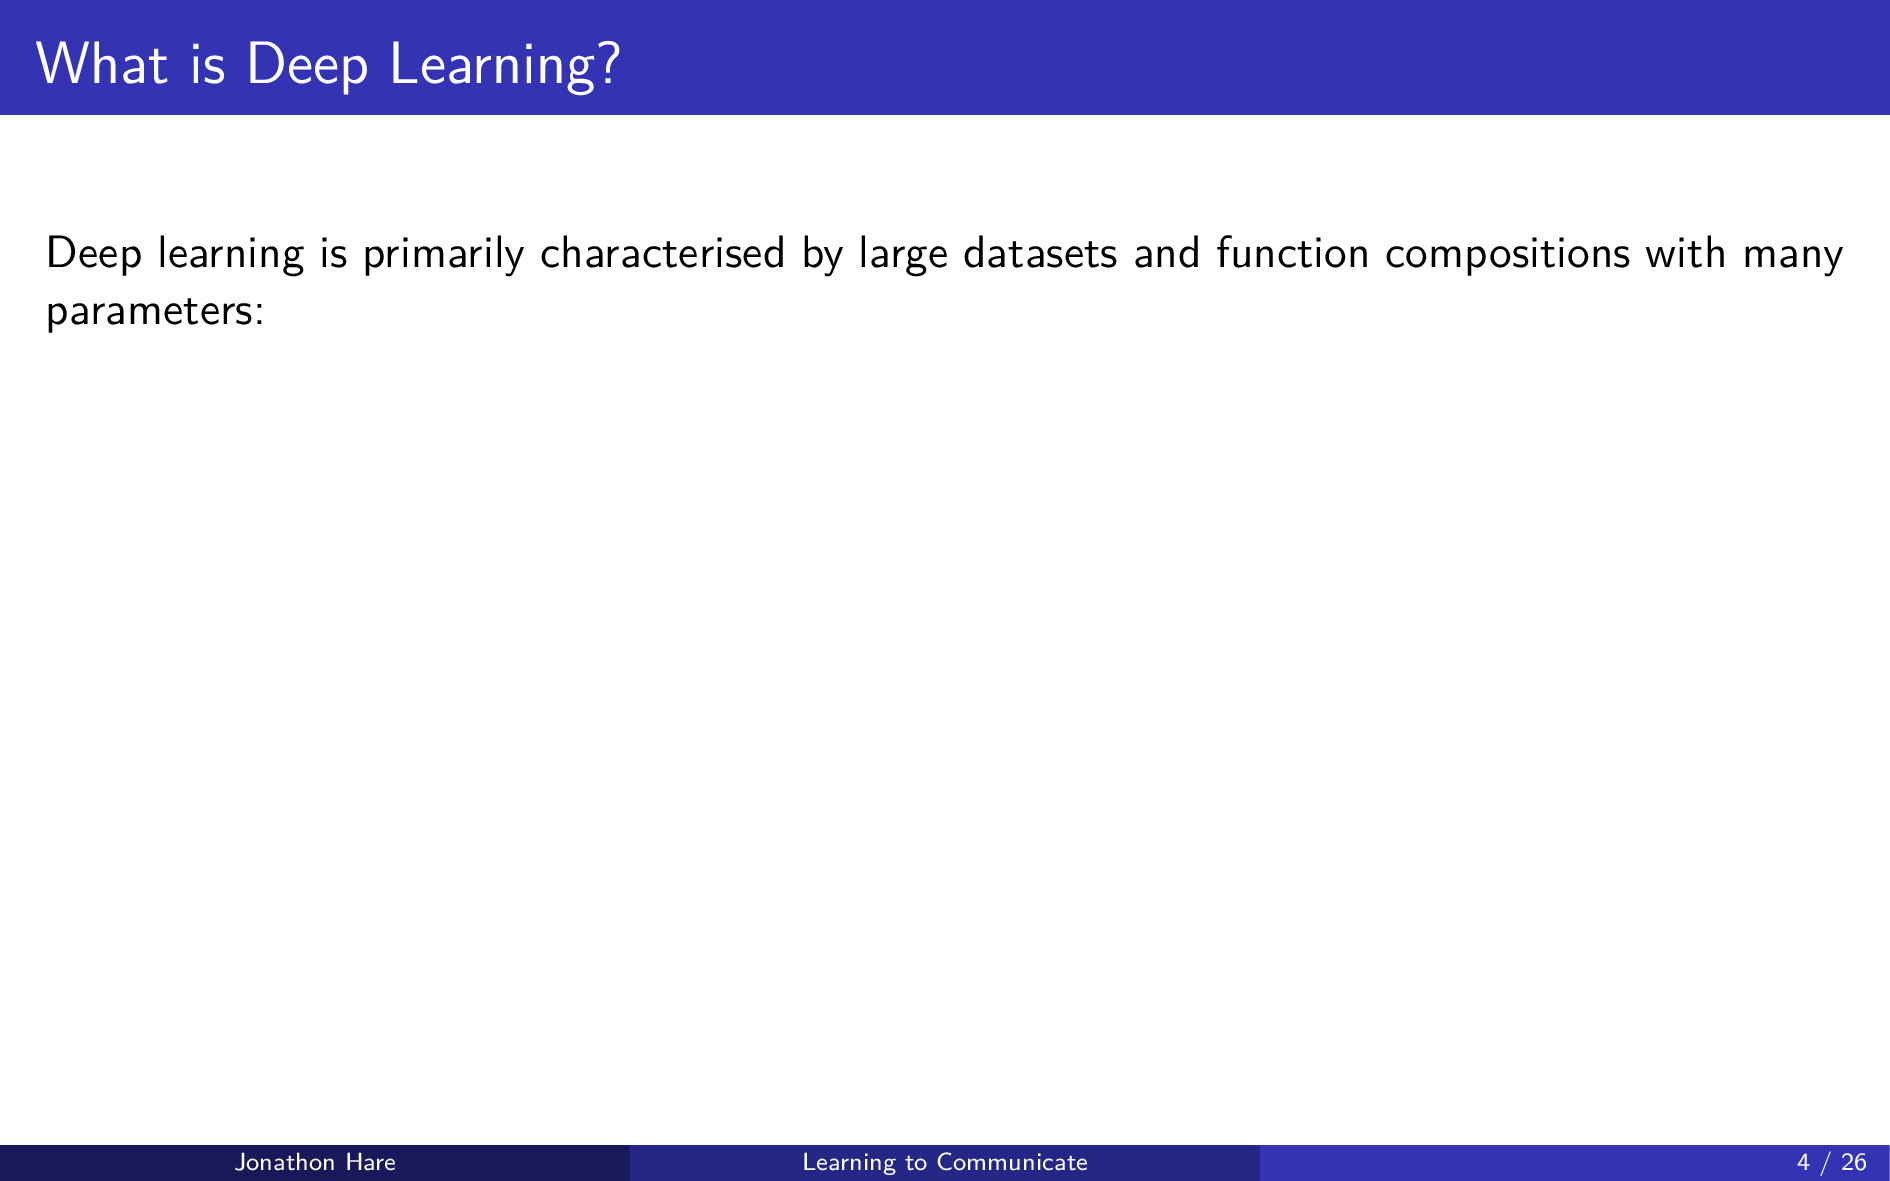 What is Deep Learning?
Deep learning is primarily characterised by large datasets and function compositions with many
parameters:
Jonathon Hare
Learning to Communicate
4 / 26